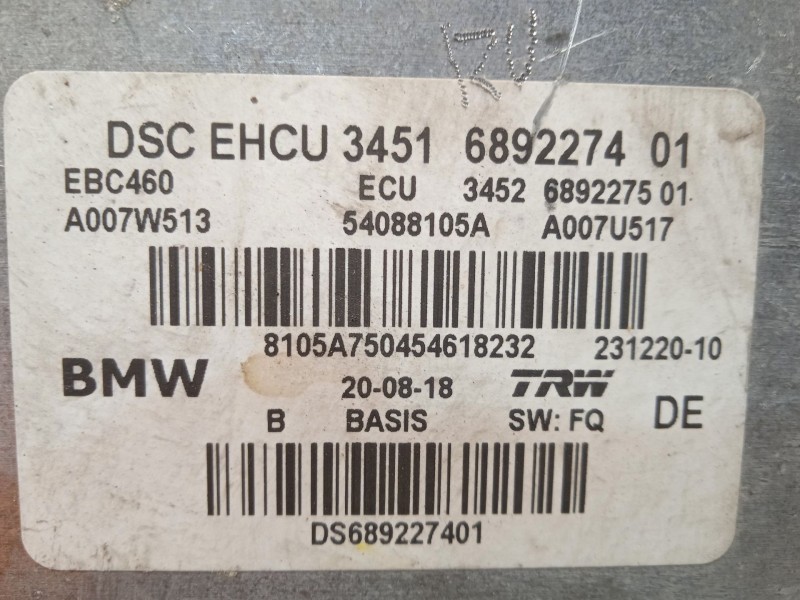 DSC EHCU 3451 6892274 01
EBC460 ECU 3452 6892275 01
A007W513 54088105A A007U517
8105A750454618232 231220-10
BMW 20-08-18 TRW
B BASIS SW: FQ DE
DS689227401